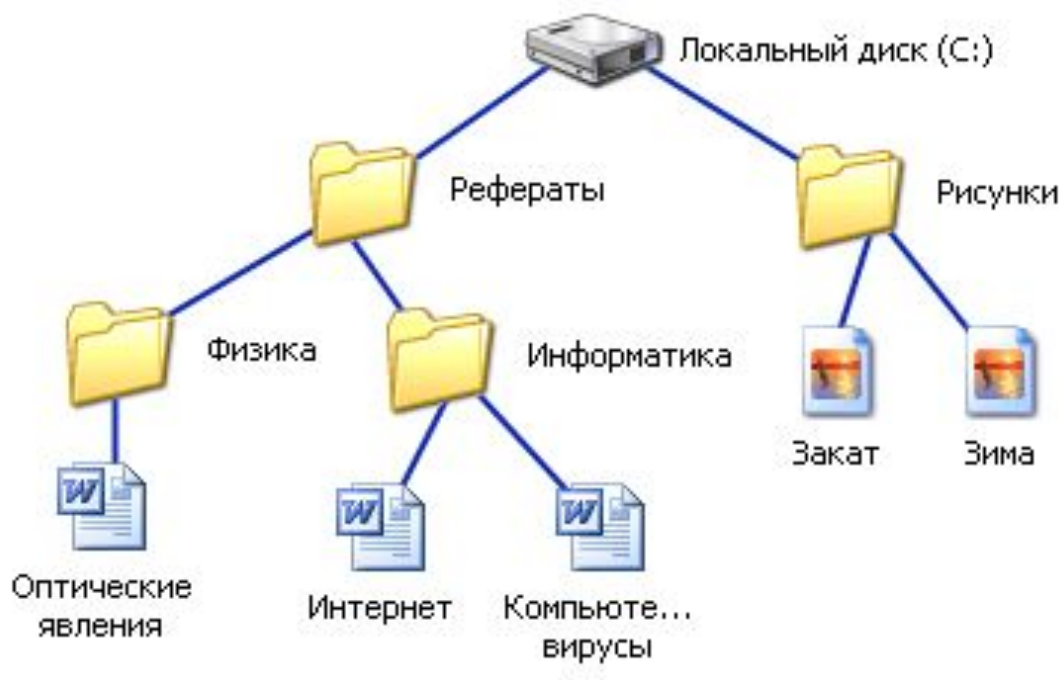 Локальный диск (C:)
Рефераты
Рисунки
Физика
Информатика
Закат
Зима
Оптические
явления
Интернет
Компьюте...
вирусы